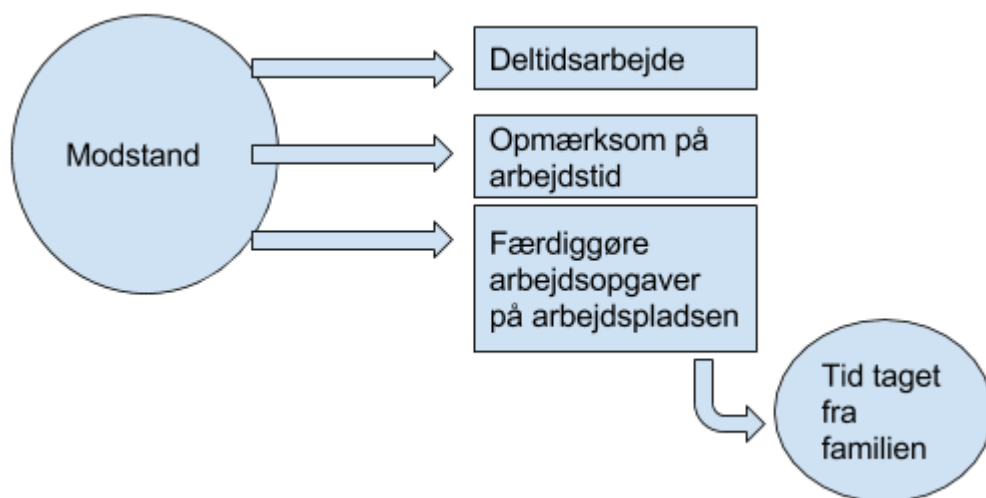 Modstand
Deltidsarbejde
Opmærksom på
arbejdstid
Færdiggøre
arbejdsopgaver
på arbejdspladsen
Tid taget
fra
familien